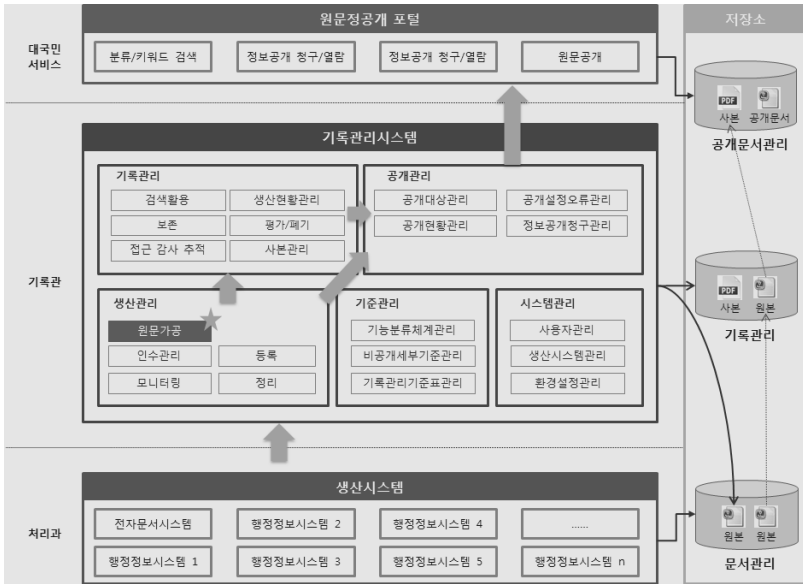 원문정공개 포털
저장소
대국민
서비스
분류/키워드 검색
정보공개 청구/열람
정보공개 청구/열람
원문공개
PDF
사본
공개문서
공개문서관리
기록관리시스템
기록관리
검색활용
생산현황관리
보존
평가/폐기
접근 감사 추적
사본관리
공개관리
공개대상관리
공개설정오류관리
공개현황관리
정보공개청구관리
기록관
PDF
사본
원본
기록관리
생산관리
원문가공
인수관리
등록
모니터링
정리
기준관리
기능분류체계관리
비공개세부기준관리
기록관리기준표관리
시스템관리
사용자관리
생산시스템관리
환경설정관리
생산시스템
처리과
전자문서시스템
행정정보시스템 2
행정정보시스템 4
......
행정정보시스템 1
행정정보시스템 3
행정정보시스템 5
행정정보시스템 n
원본
원본
문서관리